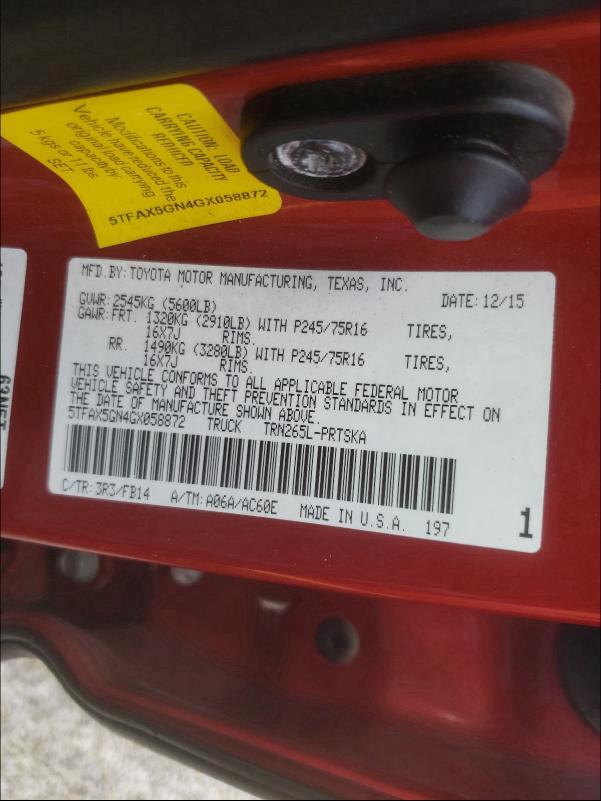 CAUTION: LOAD
CARRYING CAPACITY
REDUCED
Modifications to this
Vehicle have reduced the
original load carrying
capacity by
5 kgs or 11 lbs
SET
5TFAX5GN4GX058872
MFD.BY:TOYOTA MOTOR MANUFACTURING, TEXAS, INC.
DATE:12/15
GVWR:2545KG (5600LB)
GAWR:FRT. 1320KG (2910LB) WITH P245/75R16 TIRES,
16X7J RIMS.
RR. 1490KG (3280LB) WITH P245/75R16 TIRES,
16X7J RIMS.
THIS VEHICLE CONFORMS TO ALL APPLICABLE FEDERAL MOTOR
VEHICLE SAFETY AND THEFT PREVENTION STANDARDS IN EFFECT ON
THE DATE OF MANUFACTURE SHOWN ABOVE.
5TFAX5GN4GX058872 TRUCK TRN265L-PRTSKA
C/TR:3R3/FB14 A/TM:A06A/AC60E MADE IN U.S.A. 197 1